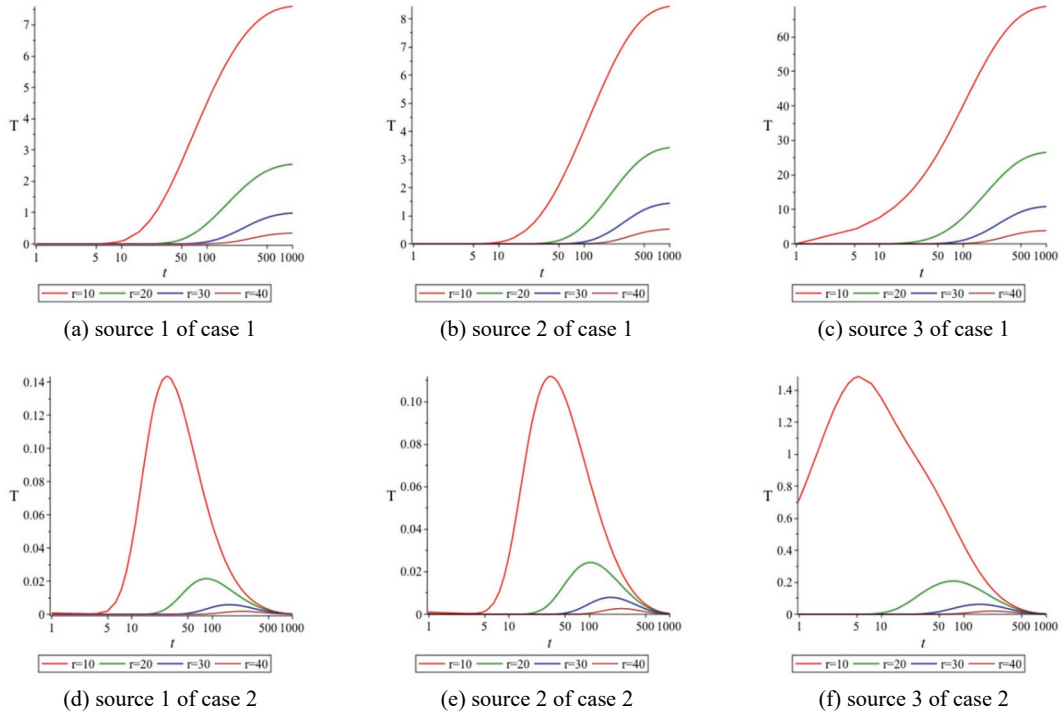 7
6
5
4
T
3
2
1
0
1 5 10 50 100 500 1000
t
r=10 r=20 r=30 r=40
(a) source 1 of case 1
8
7
6
5
T
4
3
2
1
0
1 5 10 50 100 500 1000
t
r=10 r=20 r=30 r=40
(b) source 2 of case 1
60
50
40
T
30
20
10
0
1 5 10 50 100 500 1000
t
r=10 r=20 r=30 r=40
(c) source 3 of case 1
0.14
0.12
0.10
0.08
T
0.06
0.04
0.02
0
1 5 10 50 100 500 1000
t
r=10 r=20 r=30 r=40
(d) source 1 of case 2
0.10
0.08
0.06
T
0.04
0.02
0
1 5 10 50 100 500 1000
t
r=10 r=20 r=30 r=40
(e) source 2 of case 2
1.4
1.2
1
0.8
T
0.6
0.4
0.2
0
1 5 10 50 100 500 1000
t
r=10 r=20 r=30 r=40
(f) source 3 of case 2